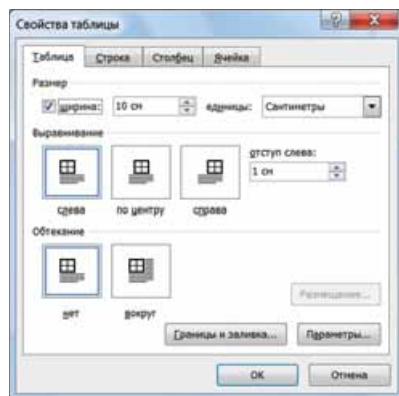 Свойства таблицы
Таблица Строка Столбец Ячейка
Размер
ширина: 10 см единицы: Сантиметры
Выравнивание
отступ слева:
1 см
слева по центру справа
Обтекание
нет вокруг
Размещение...
Границы и заливка... Параметры...
ОК Отмена